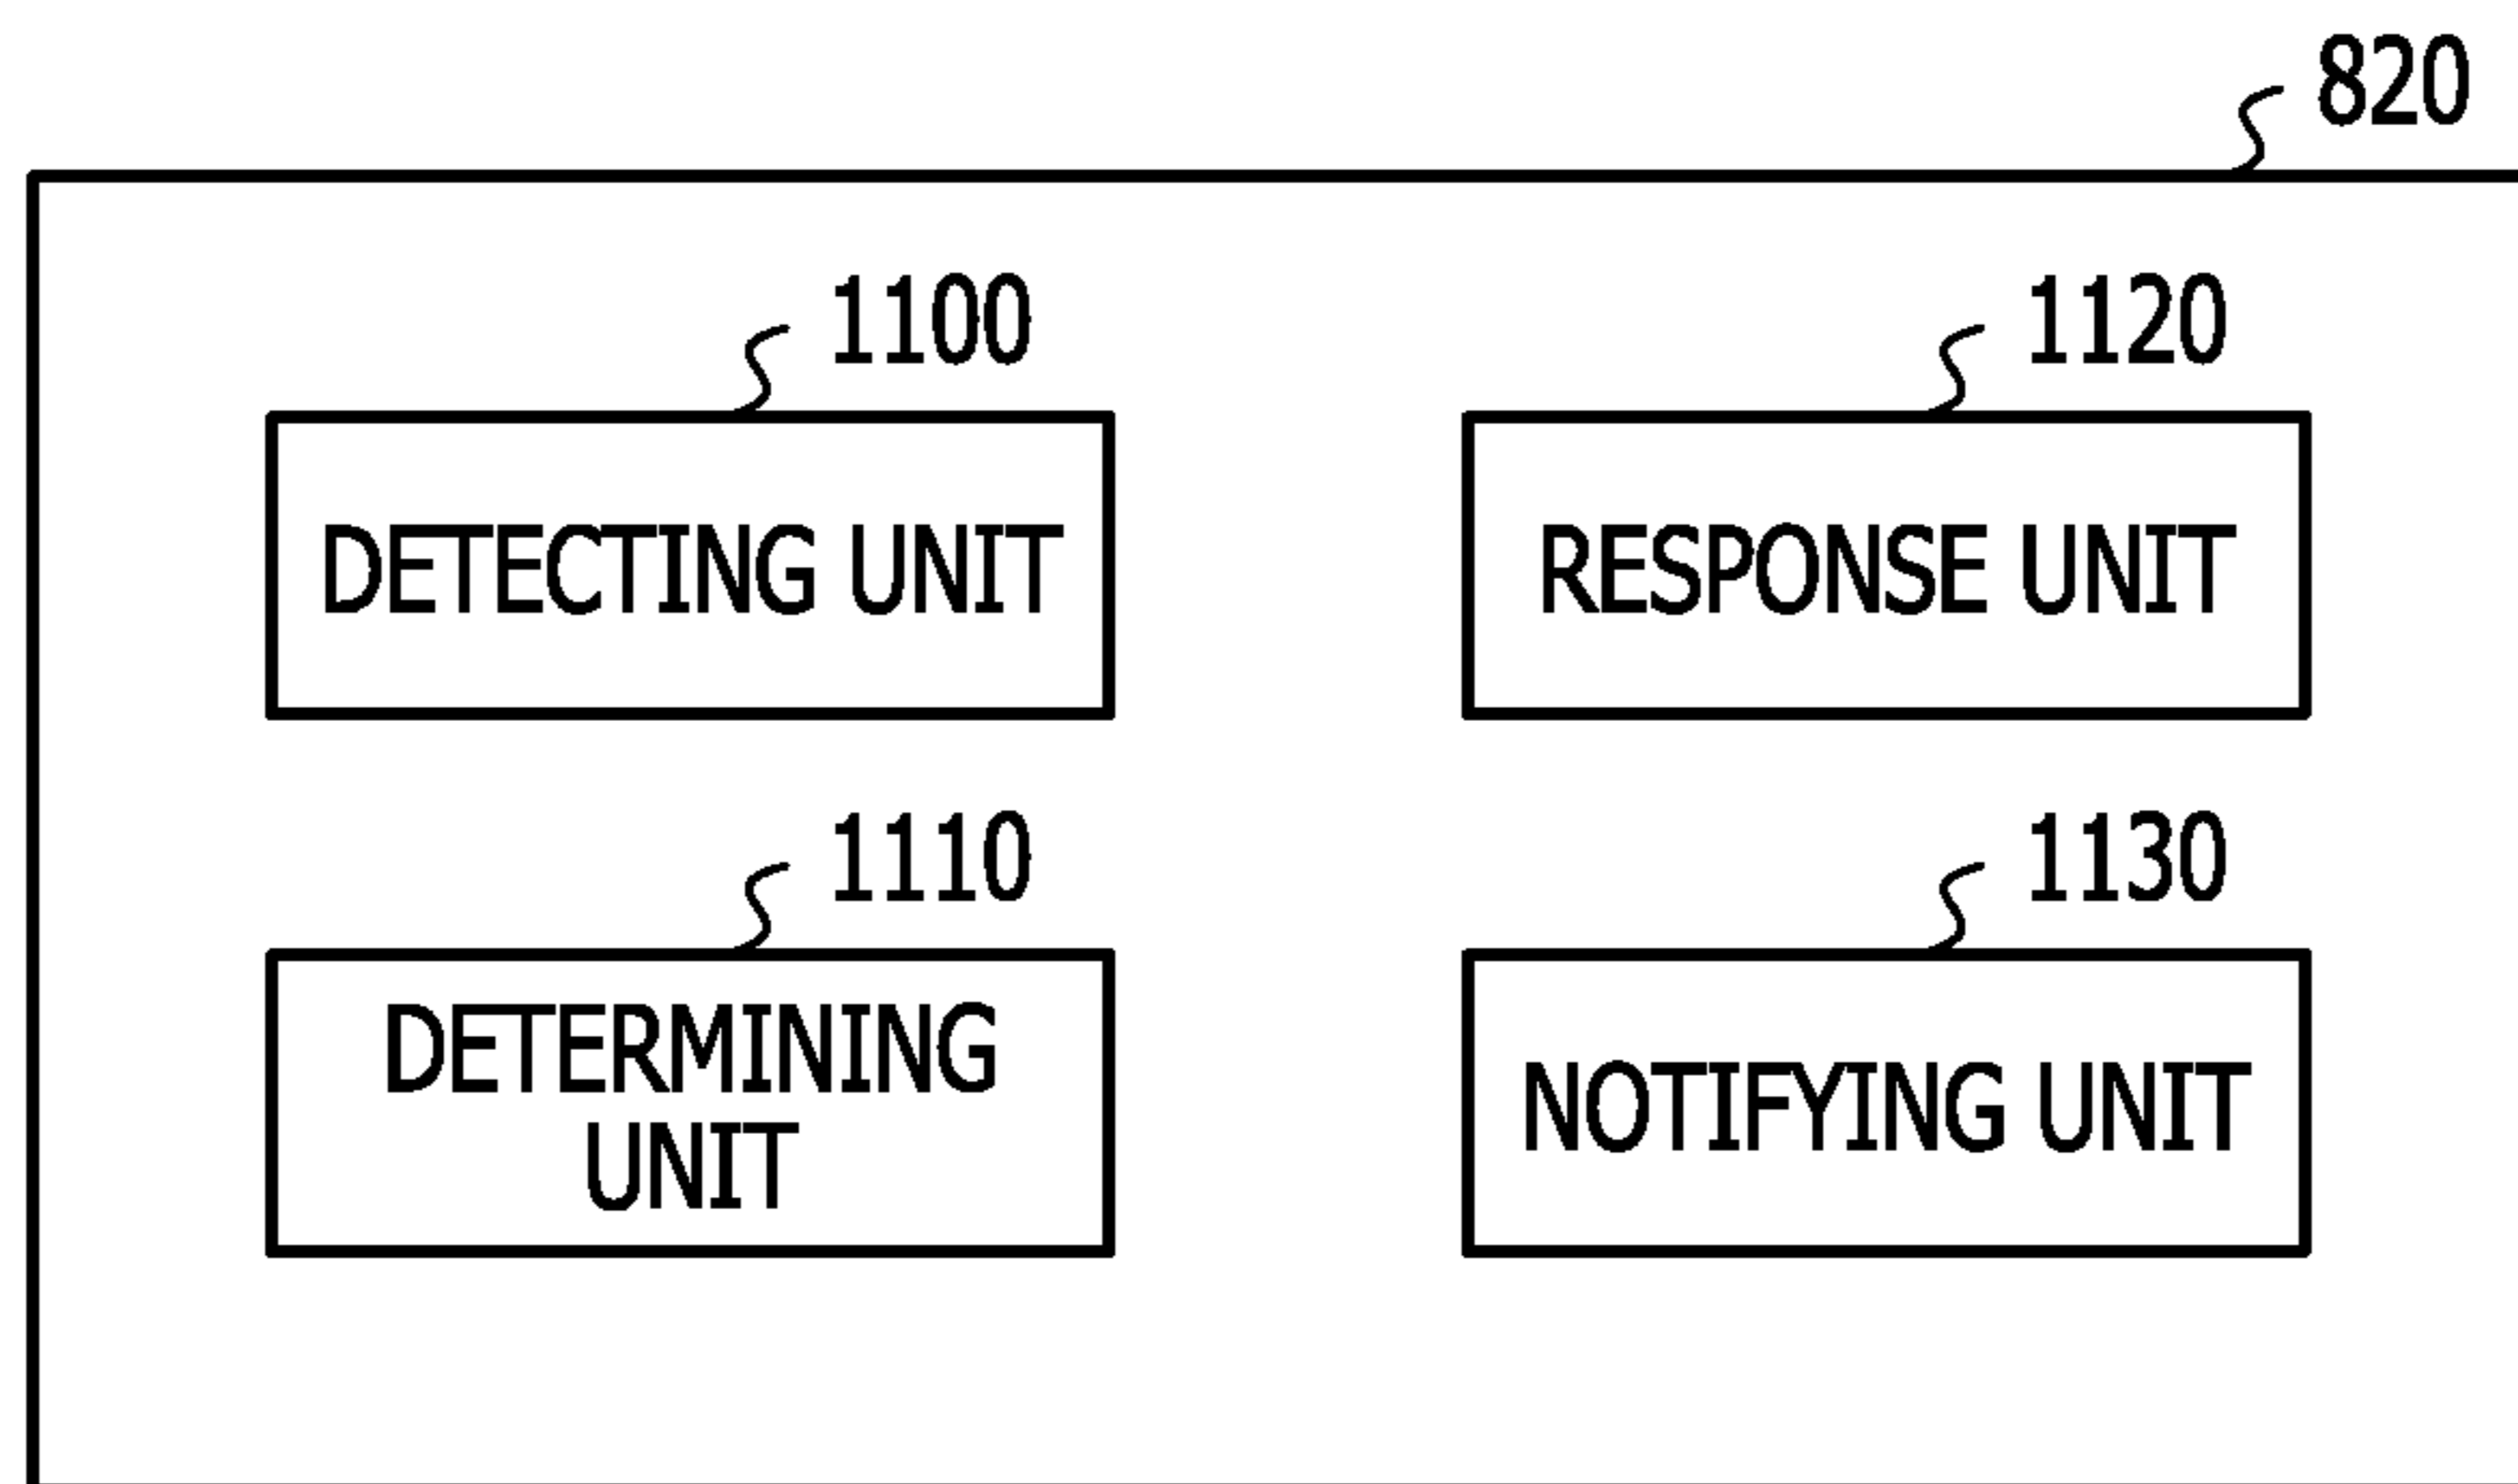 820
1100
DETECTING UNIT
1120
RESPONSE UNIT
1110
DETERMINING
UNIT
1130
NOTIFYING UNIT